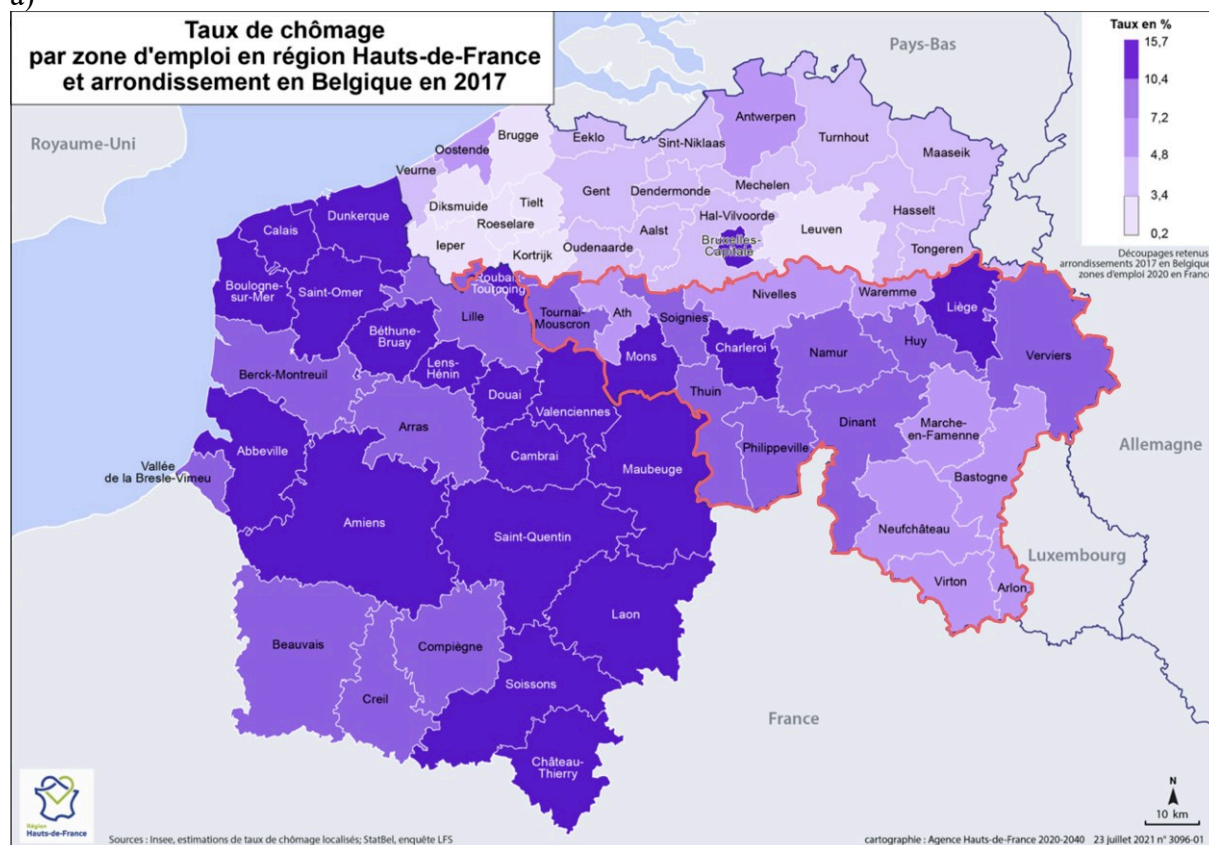 a)
Taux de chômage
par zone d'emploi en région Hauts-de-France
et arrondissement en Belgique en 2017
Taux en %
15,7
10,4
7,2
4,8
3,4
0,2
Découpages retenus
arrondissements 2017 en Belgique
zones d'emploi 2020 en France
Pays-Bas
Royaume-Uni
Allemagne
Luxembourg
France
Antwerpen
Brugge
Eeklo
Sint-Niklaas
Turnhout
Maaseik
Oostende
Veurne
Gent
Dendermonde
Mechelen
Diksmuide
Tielt
Roeselare
Hal-Vilvoorde
Hasselt
Aalst
Leuven
Ieper
Kortrijk
Oudenaarde
Bruxelles-
Capitale
Tongeren
Dunkerque
Calais
Boulogne-
sur-Mer
Saint-Omer
Roubaix-
Tourcoing
Lille
Tournai-
Mouscron
Ath
Soignies
Nivelles
Waremme
Liège
Béthune-
Bruay
Mons
Charleroi
Namur
Huy
Verviers
Lens-
Hénin
Berck-Montreuil
Douai
Valenciennes
Thuin
Arras
Dinant
Marche-
en-Famenne
Philippeville
Abbeville
Cambrai
Maubeuge
Vallée
de la Bresle-Vimeu
Bastogne
Amiens
Saint-Quentin
Neufchâteau
Virton
Arlon
Laon
Beauvais
Compiègne
Creil
Soissons
Château-
Thierry
Région
Hauts-de-France
N
10 km
Sources : Insee, estimations de taux de chômage localisés; StatBel, enquête LFS
cartographie : Agence Hauts-de-France 2020-2040 23 juillet 2021 n° 3096-01